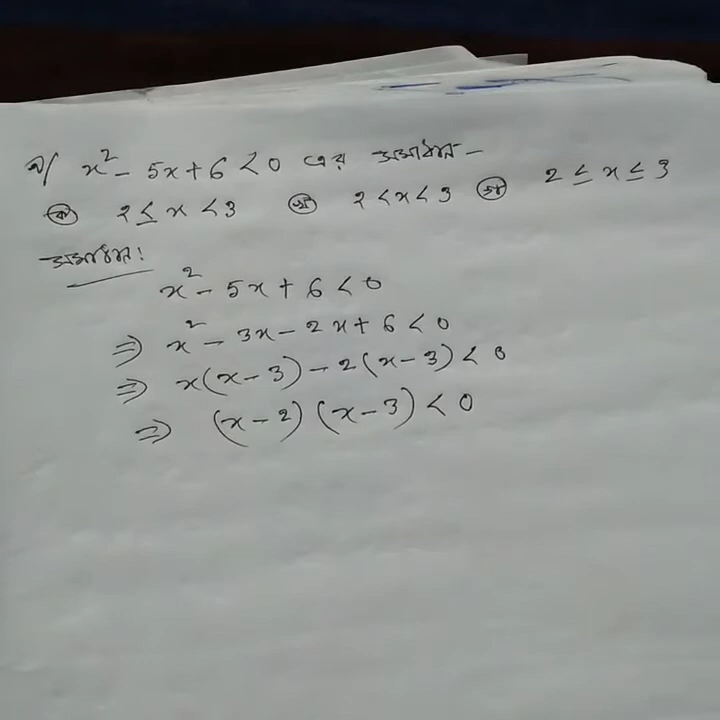 ২/ x² - 5x + 6 < 0 এর সমাধান -
ক 2 ≤ x < 3 খ 2 < x < 3 গ 2 ≤ x ≤ 3
সমাধান:
x² - 5x + 6 < 0
⇒ x² - 3x - 2x + 6 < 0
⇒ x(x - 3) - 2(x - 3) < 0
⇒ (x - 2) (x - 3) < 0